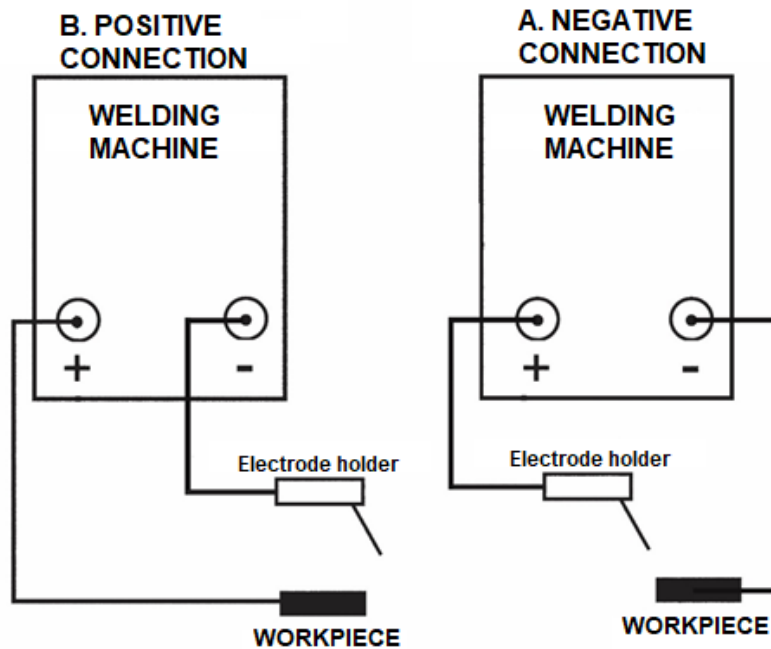 B. POSITIVE
CONNECTION
WELDING
MACHINE
+
-
Electrode holder
WORKPIECE
A. NEGATIVE
CONNECTION
WELDING
MACHINE
+
-
Electrode holder
WORKPIECE